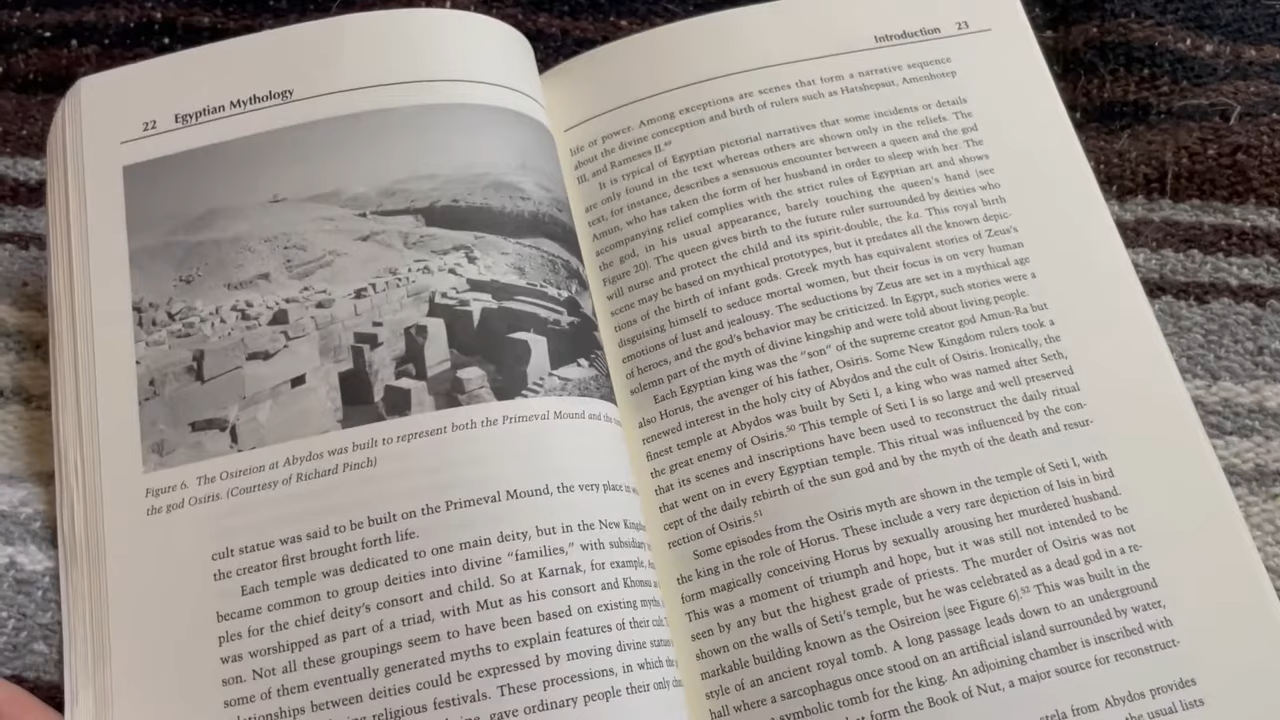 22 Egyptian Mythology
Figure 6. The Osireion at Abydos was built to represent both the Primeval Mound and the
the god Osiris. (Courtesy of Richard Pinch)
cult statue was said to be built on the Primeval Mound, the very place
the creator first brought forth life.
Each temple was dedicated to one main deity, but in the New
became common to group deities into divine “families,” with
ples for the chief deity’s consort and child. So at Karnak, for example,
was worshipped as part of a triad, with Mut as his consort and Khonsu
son. Not all these groupings seem to have been based on existing myths,
some of them eventually generated myths to explain features of their
between deities could be expressed by moving divine
religious festivals. These processions, in which
gave ordinary people their only
Introduction 23
life or power. Among exceptions are scenes that form a narrative sequence
about the divine conception and birth of rulers such as Hatshepsut, Amenhotep
III, and Rameses II.49
It is typical of Egyptian pictorial narratives that some incidents or details
are only found in the text whereas others are shown only in the reliefs. The
text, for instance, describes a sensuous encounter between a queen and the god
Amun, who has taken the form of her husband in order to sleep with her. The
accompanying relief complies with the strict rules of Egyptian art and shows
the god, in his usual appearance, barely touching the queen’s hand (see
Figure 20). The queen gives birth to the future ruler surrounded by deities who
will nurse and protect the child and its spirit-double, the ka. This royal birth
scene may be based on mythical prototypes, but it predates all the known depic-
tions of the birth of infant gods. Greek myth has equivalent stories of Zeus’s
disguising himself to seduce mortal women, but their focus is on very human
emotions of lust and jealousy. The seductions by Zeus are set in a mythical age
of heroes, and the god’s behavior may be criticized. In Egypt, such stories were a
solemn part of the myth of divine kingship and were told about living people.
Each Egyptian king was the “son” of the supreme creator god Amun-Ra but
also Horus, the avenger of his father, Osiris. Some New Kingdom rulers took a
renewed interest in the holy city of Abydos and the cult of Osiris. Ironically, the
finest temple at Abydos was built by Seti I, a king who was named after Seth,
the great enemy of Osiris.50 This temple of Seti I is so large and well preserved
that its scenes and inscriptions have been used to reconstruct the daily ritual
that went on in every Egyptian temple. This ritual was influenced by the con-
cept of the daily rebirth of the sun god and by the myth of the death and resur-
rection of Osiris.51
Some episodes from the Osiris myth are shown in the temple of Seti I, with
the king in the role of Horus. These include a very rare depiction of Isis in bird
form magically conceiving Horus by sexually arousing her murdered husband.
This was a moment of triumph and hope, but it was still not intended to be
seen by any but the highest grade of priests. The murder of Osiris was not
shown on the walls of Seti’s temple, but he was celebrated as a dead god in a re-
markable building known as the Osireion (see Figure 6).52 This was built in the
style of an ancient royal tomb. A long passage leads down to an underground
hall where a sarcophagus once stood on an artificial island surrounded by water,
symbolic tomb for the king. An adjoining chamber is inscribed with
form the Book of Nut, a major source for reconstruct-
from Abydos provides
the usual lists